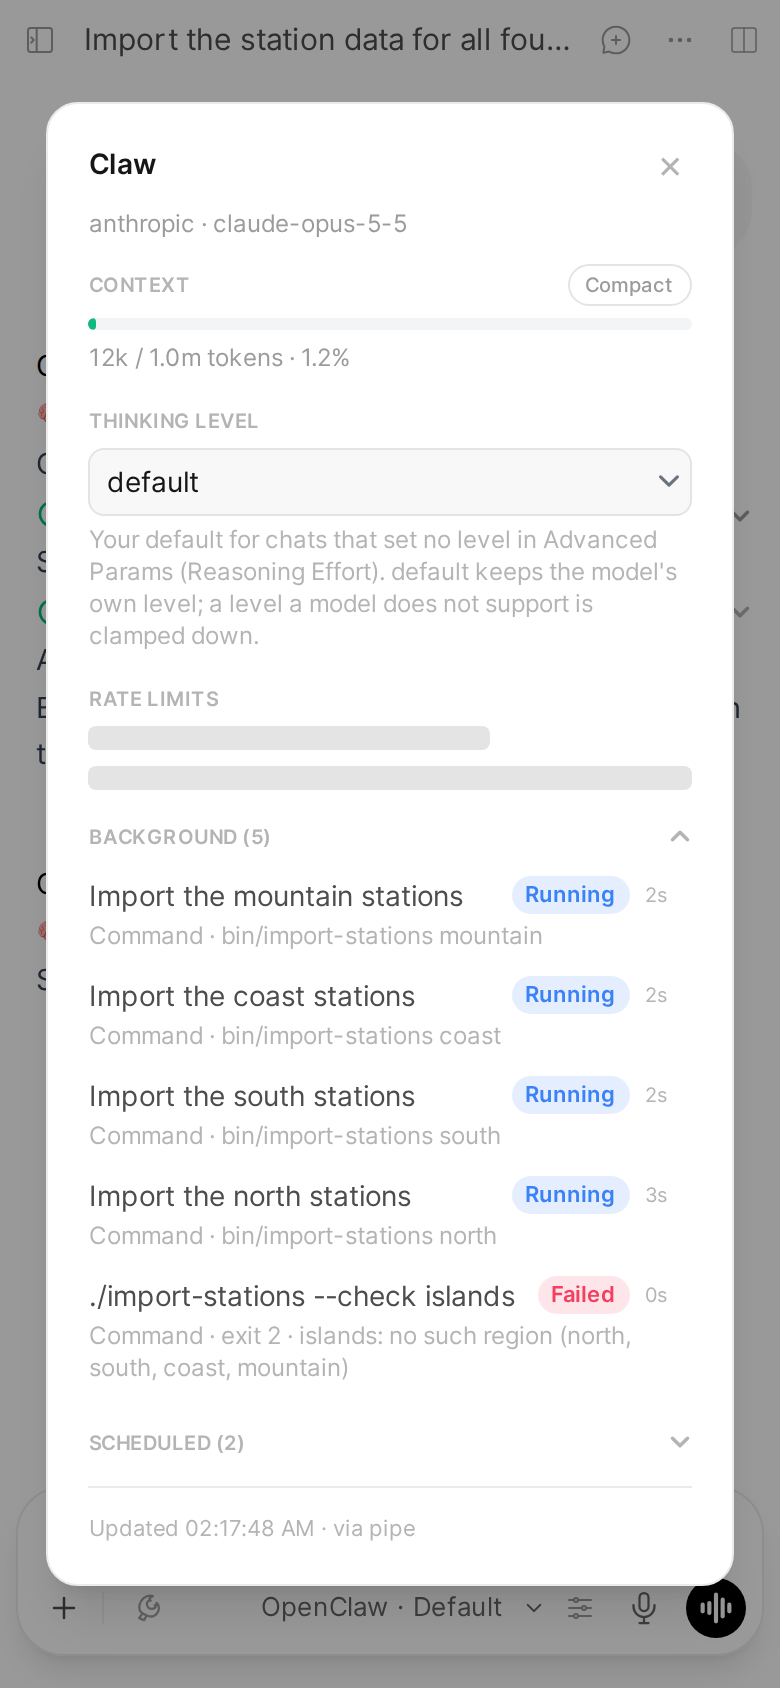 Import the station data for all fou...
Claw
anthropic · claude-opus-5-5
CONTEXT
Compact
12k / 1.0m tokens · 1.2%
THINKING LEVEL
default
Your default for chats that set no level in Advanced
Params (Reasoning Effort). default keeps the model's
own level; a level a model does not support is
clamped down.
RATE LIMITS
BACKGROUND (5)
Import the mountain stations
Running
2s
Command · bin/import-stations mountain
Import the coast stations
Running
2s
Command · bin/import-stations coast
Import the south stations
Running
2s
Command · bin/import-stations south
Import the north stations
Running
3s
Command · bin/import-stations north
./import-stations --check islands
Failed
0s
Command · exit 2 · islands: no such region (north,
south, coast, mountain)
SCHEDULED (2)
Updated 02:17:48 AM · via pipe
OpenClaw · Default